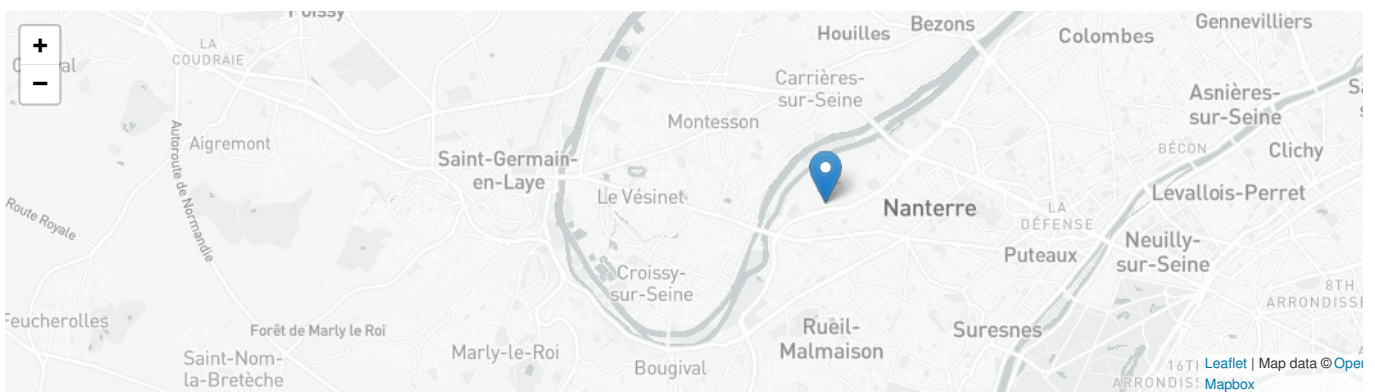 Poissy
Bezons
Gennevilliers
Houilles
Colombes
+
LA
COUDRAIE
−
Carrières-
sur-Seine
Asnières-
sur-Seine
Montesson
Autoroute de Normandie
Aigremont
BÉCON
Clichy
Saint-Germain-
en-Laye
Le Vésinet
Levallois-Perret
Route Royale
Nanterre
LA
DÉFENSE
Neuilly-
sur-Seine
Puteaux
Croissy-
sur-Seine
8TH
ARRONDISSE
Feucherolles
Forêt de Marly le Roi
Rueil-
Malmaison
Suresnes
Marly-le-Roi
Saint-Nom-
la-Bretèche
Bougival
16TH
ARRONDISS
Leaflet | Map data © Open
Mapbox